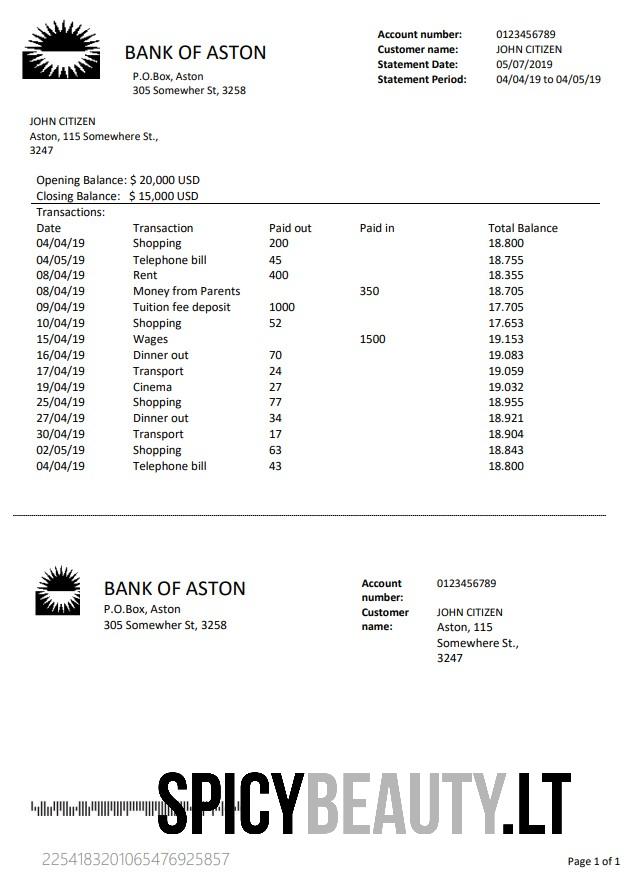 BANK OF ASTON
P.O.Box, Aston
305 Somewher St, 3258
Account number: 0123456789
Customer name: JOHN CITIZEN
Statement Date: 05/07/2019
Statement Period: 04/04/19 to 04/05/19
JOHN CITIZEN
Aston, 115 Somewhere St.,
3247
Opening Balance: $ 20,000 USD
Closing Balance: $ 15,000 USD
Transactions:
Date Transaction Paid out Paid in Total Balance
04/04/19 Shopping 200 18.800
04/05/19 Telephone bill 45 18.755
08/04/19 Rent 400 18.355
08/04/19 Money from Parents 350 18.705
09/04/19 Tuition fee deposit 1000 17.705
10/04/19 Shopping 52 17.653
15/04/19 Wages 1500 19.153
16/04/19 Dinner out 70 19.083
17/04/19 Transport 24 19.059
19/04/19 Cinema 27 19.032
25/04/19 Shopping 77 18.955
27/04/19 Dinner out 34 18.921
30/04/19 Transport 17 18.904
02/05/19 Shopping 63 18.843
04/04/19 Telephone bill 43 18.800
BANK OF ASTON
P.O.Box, Aston
305 Somewher St, 3258
Account number: 0123456789
Customer name: JOHN CITIZEN
Aston, 115
Somewhere St.,
3247
SPICYBEAUTY.LT
2254183201065476925857
Page 1 of 1